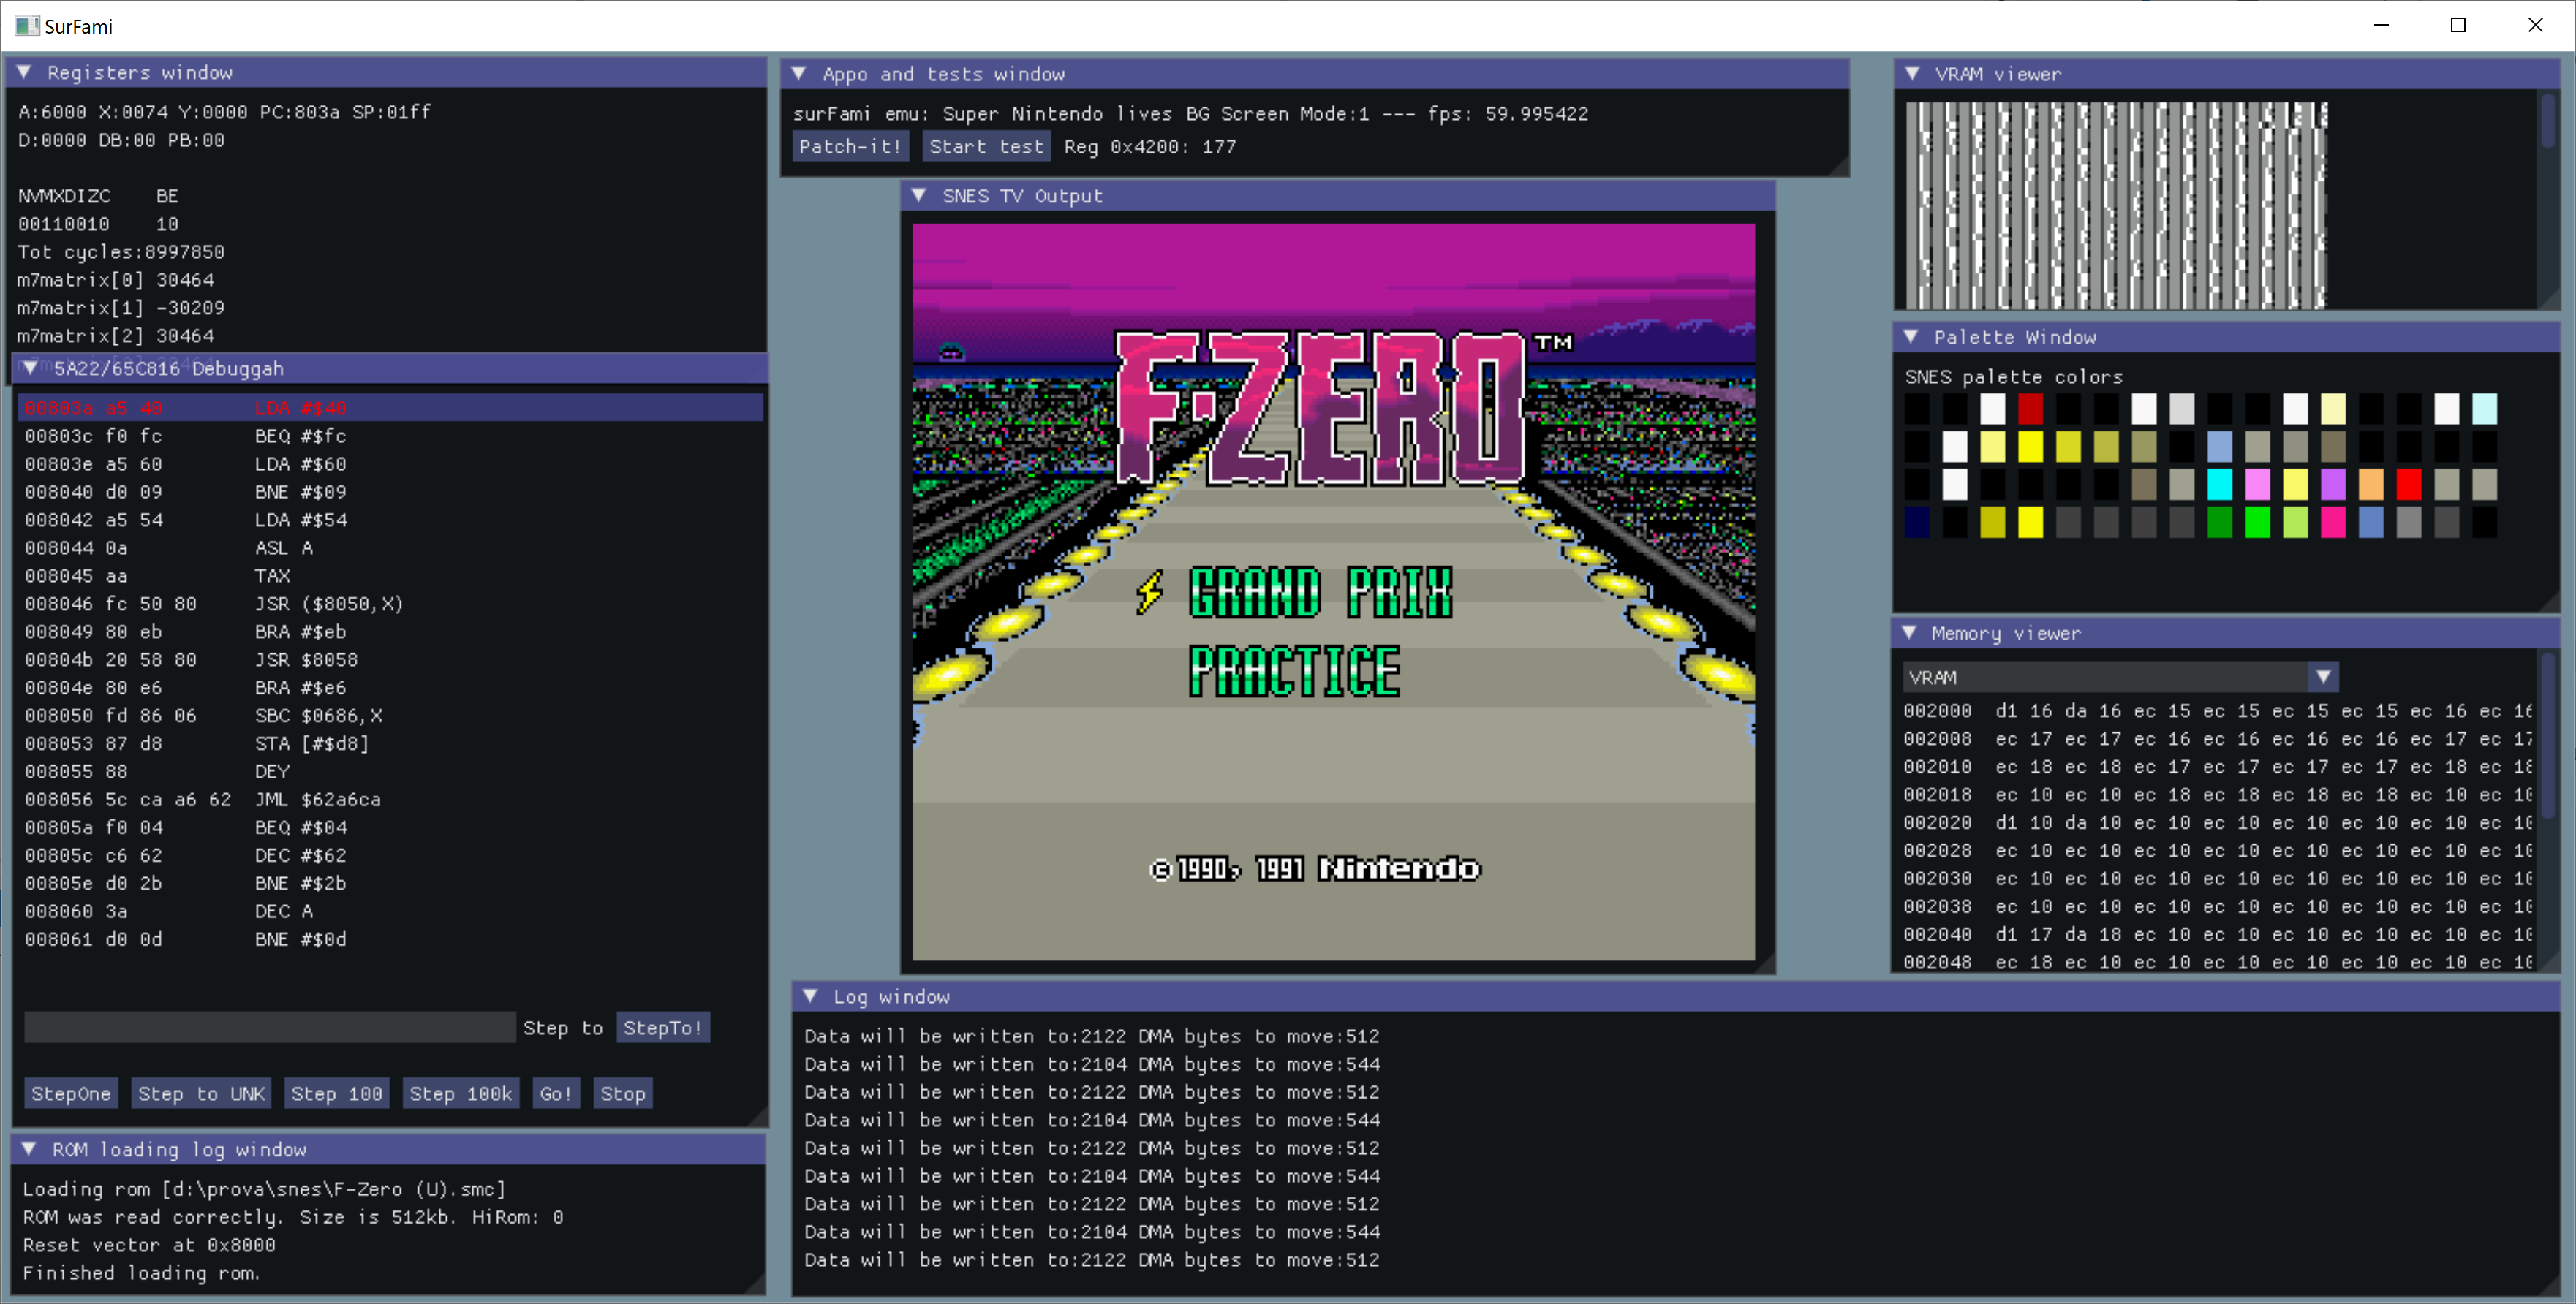 SurFami
Registers window
A:6000 X:0074 Y:0000 PC:803a SP:01ff
D:0000 DB:00 PB:00
NVMXDIZC    BE
00110010    10
Tot cycles:8997850
m7matrix[0] 30464
m7matrix[1] -30209
m7matrix[2] 30464
5A22/65C816 Debuggah
00803a a5 40        LDA #$40
00803c f0 fc        BEQ #$fc
00803e a5 60        LDA #$60
008040 d0 09        BNE #$09
008042 a5 54        LDA #$54
008044 0a           ASL A
008045 aa           TAX
008046 fc 50 80     JSR ($8050,X)
008049 80 eb        BRA #$eb
00804b 20 58 80     JSR $8058
00804e 80 e6        BRA #$e6
008050 fd 86 06     SBC $0686,X
008053 87 d8        STA [#$d8]
008055 88           DEY
008056 5c ca a6 62  JML $62a6ca
00805a f0 04        BEQ #$04
00805c c6 62        DEC #$62
00805e d0 2b        BNE #$2b
008060 3a           DEC A
008061 d0 0d        BNE #$0d
Step to StepTo!
StepOne Step to UNK Step 100 Step 100k Go! Stop
ROM loading log window
Loading rom [d:\prova\snes\F-Zero (U).smc]
ROM was read correctly. Size is 512kb. HiRom: 0
Reset vector at 0x8000
Finished loading rom.
Appo and tests window
surFami emu: Super Nintendo lives BG Screen Mode:1 --- fps: 59.995422
Patch-it! Start test Reg 0x4200: 177
SNES TV Output
F-ZERO™
GRAND PRIX
PRACTICE
© 1990, 1991 Nintendo
Log window
Data will be written to:2122 DMA bytes to move:512
Data will be written to:2104 DMA bytes to move:544
Data will be written to:2122 DMA bytes to move:512
Data will be written to:2104 DMA bytes to move:544
Data will be written to:2122 DMA bytes to move:512
Data will be written to:2104 DMA bytes to move:544
Data will be written to:2122 DMA bytes to move:512
Data will be written to:2104 DMA bytes to move:544
Data will be written to:2122 DMA bytes to move:512
VRAM viewer
Palette Window
SNES palette colors
Memory viewer
VRAM
002000  d1 16 da 16 ec 15 ec 15 ec 15 ec 15 ec 16 ec 16
002008  ec 17 ec 17 ec 16 ec 16 ec 16 ec 16 ec 17 ec 17
002010  ec 18 ec 18 ec 17 ec 17 ec 17 ec 17 ec 18 ec 18
002018  ec 10 ec 10 ec 18 ec 18 ec 18 ec 18 ec 10 ec 10
002020  d1 10 da 10 ec 10 ec 10 ec 10 ec 10 ec 10 ec 10
002028  ec 10 ec 10 ec 10 ec 10 ec 10 ec 10 ec 10 ec 10
002030  ec 10 ec 10 ec 10 ec 10 ec 10 ec 10 ec 10 ec 10
002038  ec 10 ec 10 ec 10 ec 10 ec 10 ec 10 ec 10 ec 10
002040  d1 17 da 18 ec 10 ec 10 ec 10 ec 10 ec 10 ec 10
002048  ec 18 ec 10 ec 10 ec 10 ec 10 ec 10 ec 10 ec 10